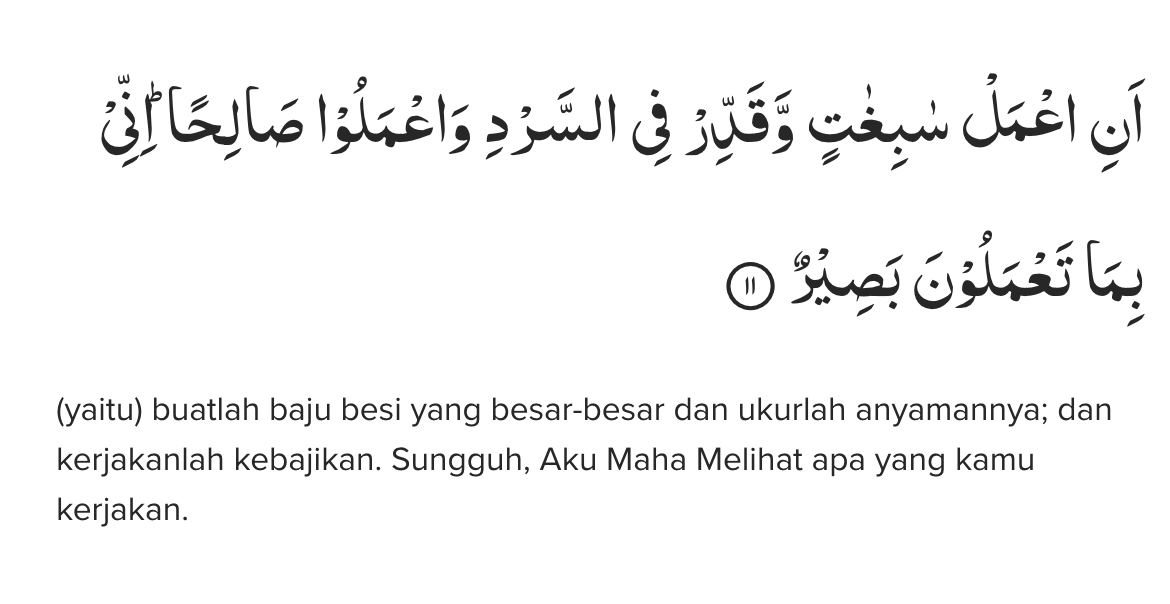 اَنِ اعْمَلْ سٰبِغٰتٍ وَّقَدِّرْ فِى السَّرْدِ وَاعْمَلُوْا صَالِحًاۗ اِنِّيْ
بِمَا تَعْمَلُوْنَ بَصِيْرٌ ١١
(yaitu) buatlah baju besi yang besar-besar dan ukurlah anyamannya; dan
kerjakanlah kebajikan. Sungguh, Aku Maha Melihat apa yang kamu
kerjakan.